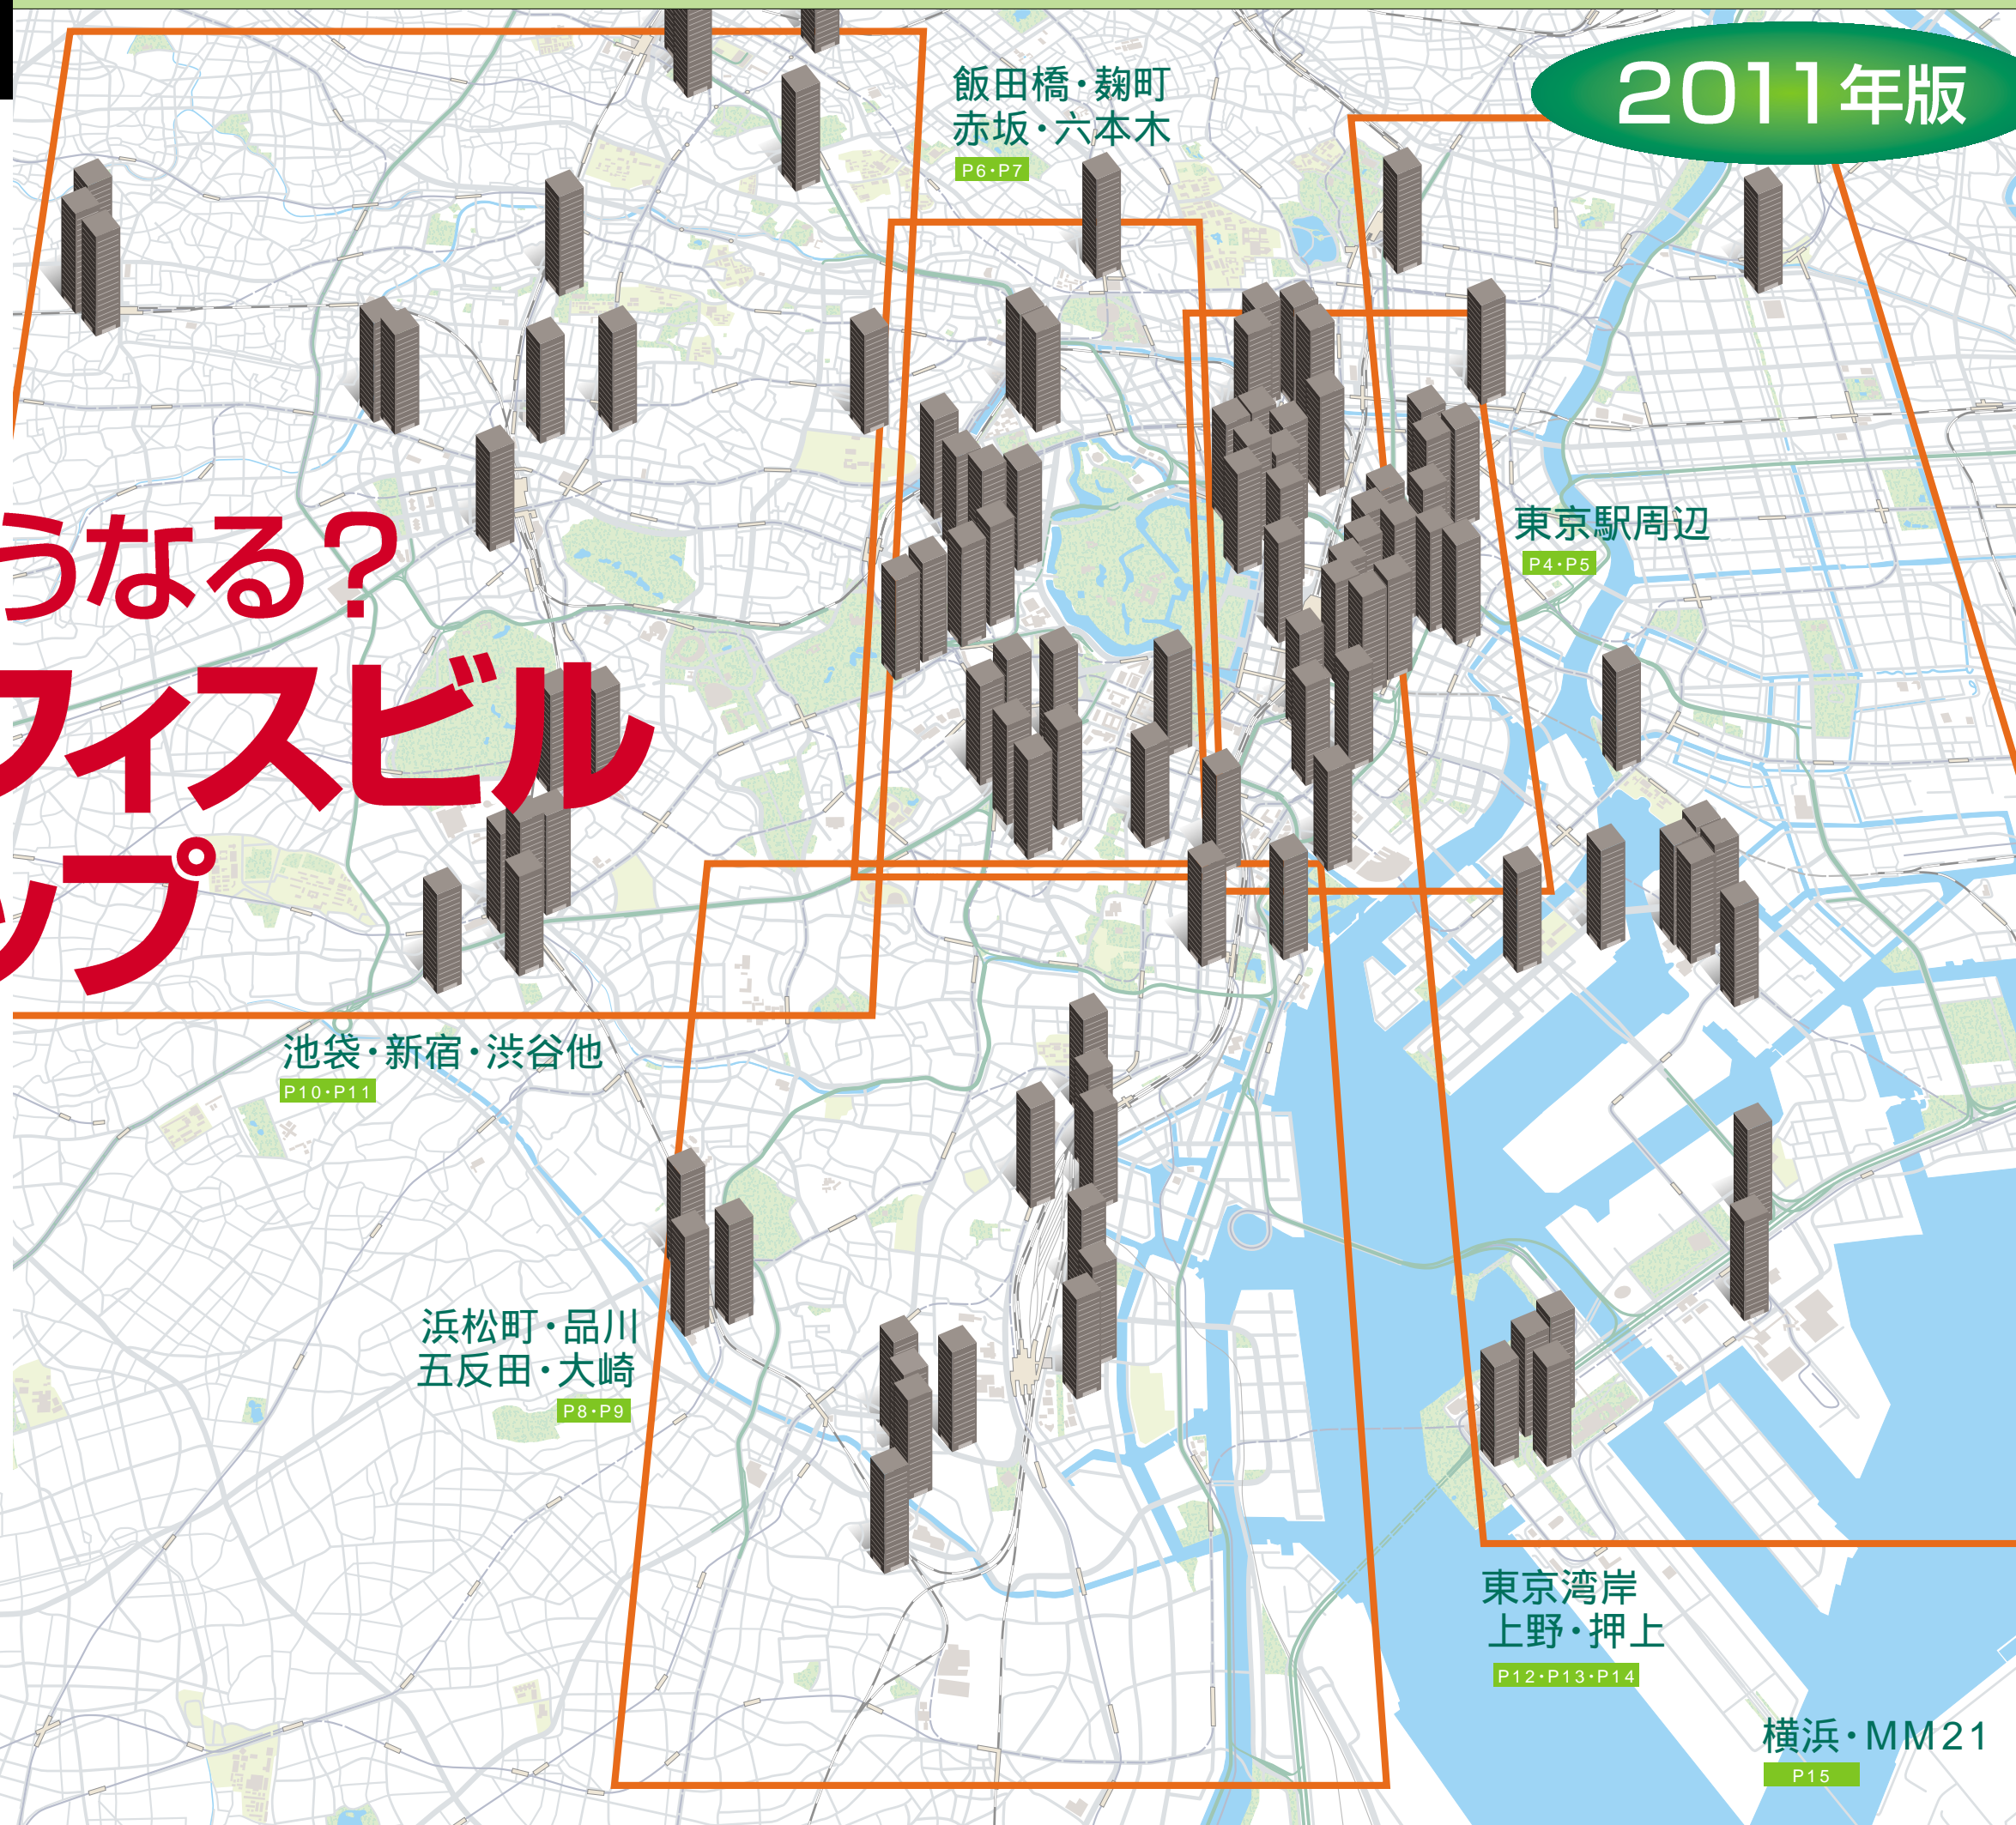 2011年版
飯田橋・麹町
赤坂・六本木
P6・P7
東京駅周辺
P4・P5
うなる?
フィスビル
ップ
池袋・新宿・渋谷他
P10・P11
浜松町・品川
五反田・大崎
P8・P9
東京湾岸
上野・押上
P12・P13・P14
横浜・MM21
P15